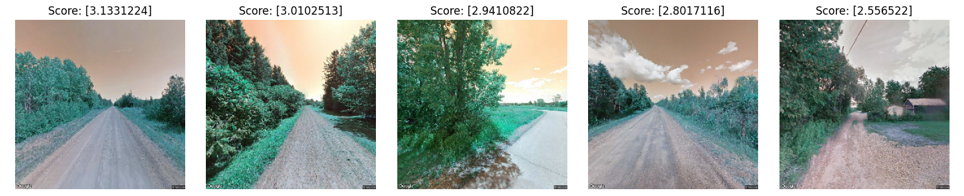 Score: [3.1331224]
Score: [3.0102513]
Score: [2.9410822]
Score: [2.8017116]
Score: [2.556522]